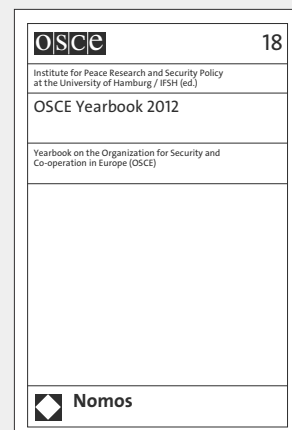 osce
18
Institute for Peace Research and Security Policy
at the University of Hamburg / IFSH (ed.)
OSCE Yearbook 2012
Yearbook on the Organization for Security and
Co-operation in Europe (OSCE)
Nomos